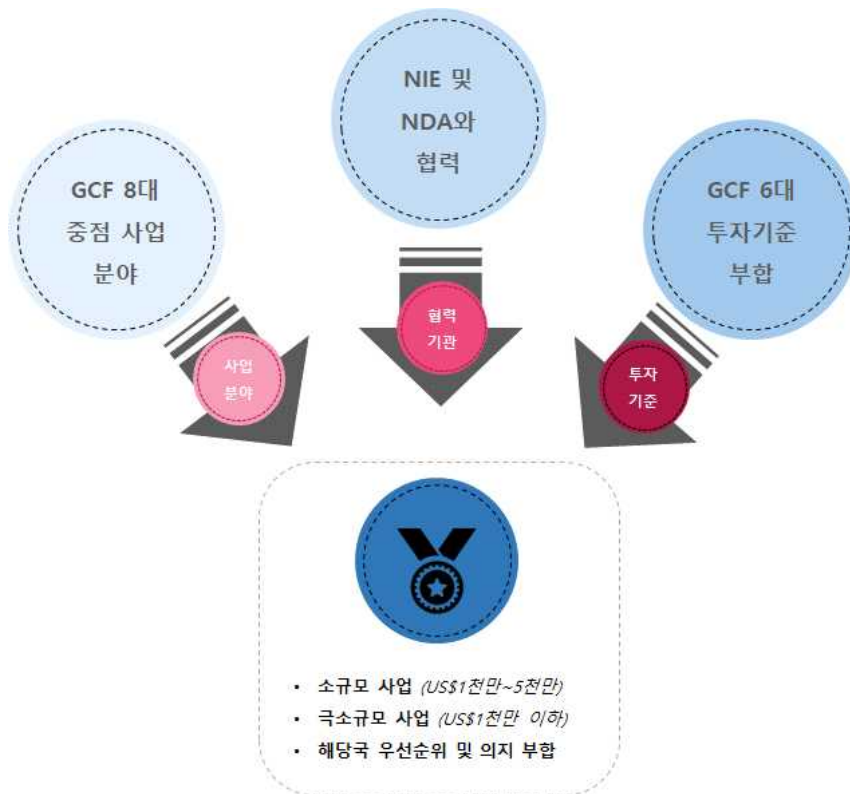 NIE 및
NDA와
협력
GCF 8대
중점 사업
분야
GCF 6대
투자기준
부합
협력
기관
사업
분야
투자
기준
• 소규모 사업 (US$1천만~5천만)
• 극소규모 사업 (US$1천만 이하)
• 해당국 우선순위 및 의지 부합